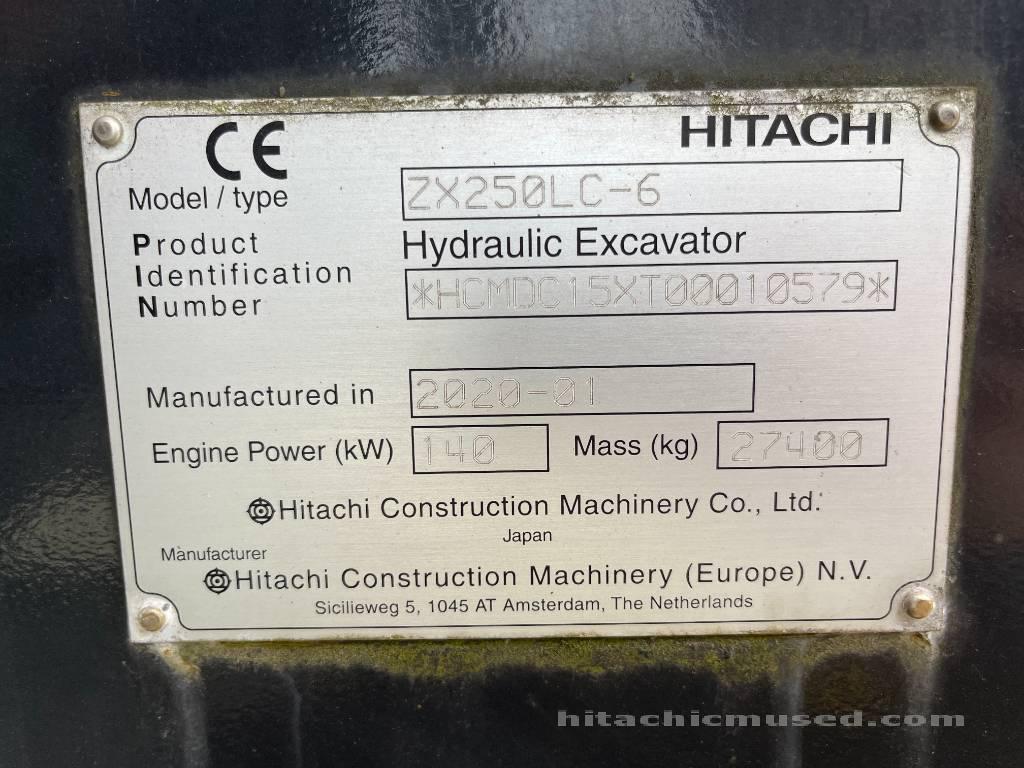 CE HITACHI
Model / type ZX250LC-6
Product Hydraulic Excavator
Identification
Number *HCMDC15XT00010579*
Manufactured in 2020-01
Engine Power (kW) 140 Mass (kg) 27400
Hitachi Construction Machinery Co., Ltd.
Japan
Manufacturer
Hitachi Construction Machinery (Europe) N.V.
Sicilieweg 5, 1045 AT Amsterdam, The Netherlands
hitachicmused.com